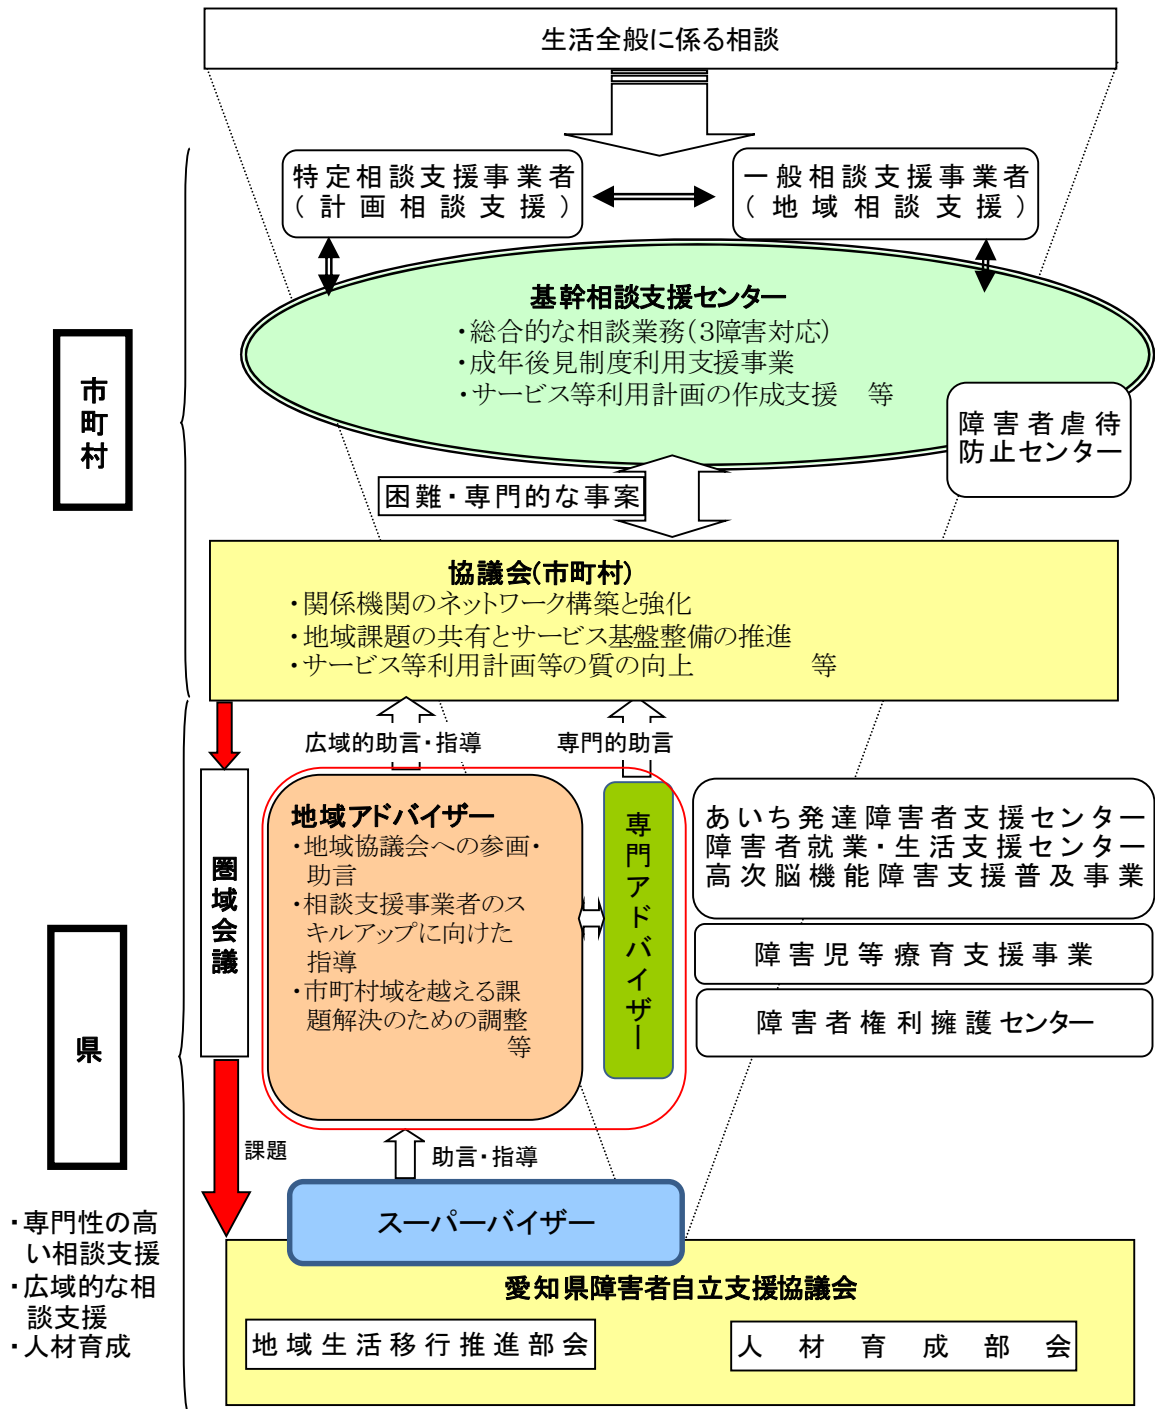 生活全般に係る相談
特定相談支援事業者
(計画相談支援)
一般相談支援事業者
(地域相談支援)
基幹相談支援センター
・総合的な相談業務(3障害対応)
・成年後見制度利用支援事業
・サービス等利用計画の作成支援　等
障害者虐待
防止センター
市町村
困難・専門的な事案
協議会(市町村)
・関係機関のネットワーク構築と強化
・地域課題の共有とサービス基盤整備の推進
・サービス等利用計画等の質の向上　等
広域的助言・指導
専門的助言
圏域会議
地域アドバイザー
・地域協議会への参画・
助言
・相談支援事業者のス
キルアップに向けた
指導
・市町村域を越える課
題解決のための調整
等
専門アドバイザー
あいち発達障害者支援センター
障害者就業・生活支援センター
高次脳機能障害支援普及事業
障害児等療育支援事業
障害者権利擁護センター
県
課題
助言・指導
・専門性の高
い相談支援
・広域的な相
談支援
・人材育成
スーパーバイザー
愛知県障害者自立支援協議会
地域生活移行推進部会
人材育成部会